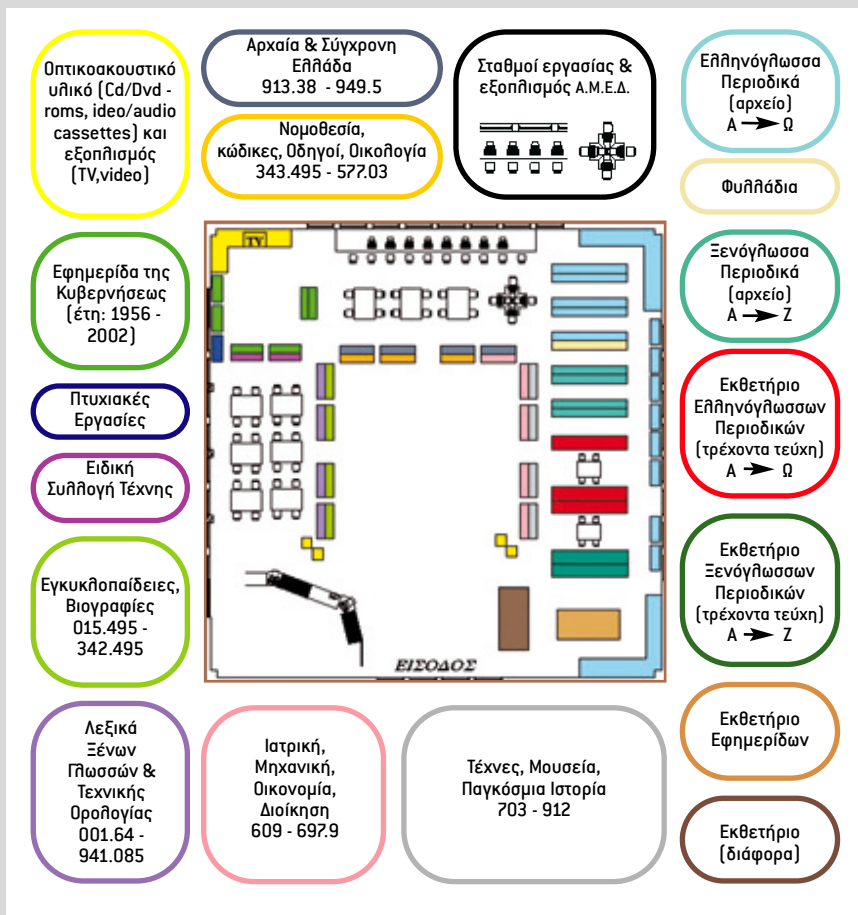 Οπτικοακουστικό
υλικό (Cd/Dvd -
roms, ideo/audio
cassettes) και
εξοπλισμός
(TV,video)
Αρχαία & Σύγχρονη
Ελλάδα
913.38 - 949.5
Νομοθεσία,
κώδικες, Οδηγοί, Οικολογία
343.495 - 577.03
Σταθμοί εργασίας &
εξοπλισμός Α.Μ.Ε.Δ.
Ελληνόγλωσσα
Περιοδικά
(αρχείο)
Α → Ω
Φυλλάδια
Εφημερίδα της
Κυβερνήσεως
(έτη: 1956 -
2002)
Πτυχιακές
Εργασίες
Ειδική
Συλλογή Τέχνης
Εγκυκλοπαίδειες,
Βιογραφίες
015.495 -
342.495
TV
ΕΙΣΟΔΟΣ
Ξενόγλωσσα
Περιοδικά
(αρχείο)
A → Z
Εκθετήριο
Ελληνόγλωσσων
Περιοδικών
(τρέχοντα τεύχη)
Α → Ω
Εκθετήριο
Ξενόγλωσσων
Περιοδικών
(τρέχοντα τεύχη)
A → Z
Λεξικά
Ξένων
Γλωσσών &
Τεχνικής
Ορολογίας
001.64 -
941.085
Ιατρική,
Μηχανική,
Οικονομία,
Διοίκηση
609 - 697.9
Τέχνες, Μουσεία,
Παγκόσμια Ιστορία
703 - 912
Εκθετήριο
Εφημερίδων
Εκθετήριο
(διάφορα)